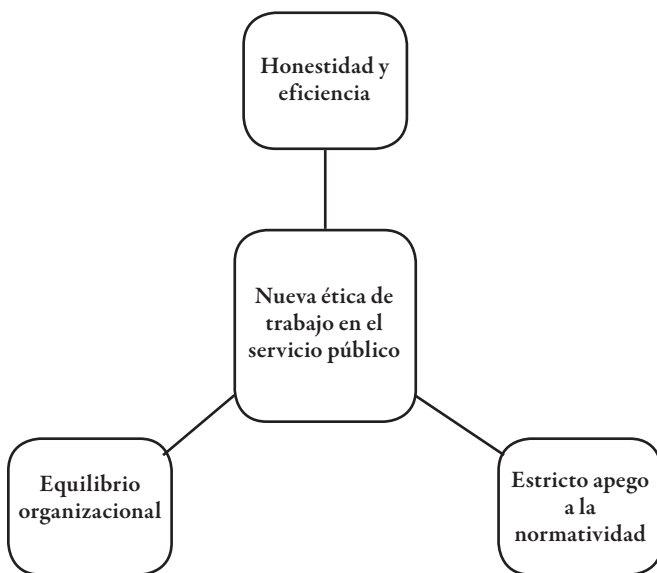 Honestidad y
eficiencia
Nueva ética de
trabajo en el
servicio público
Equilibrio
organizacional
Estricto apego
a la
normatividad